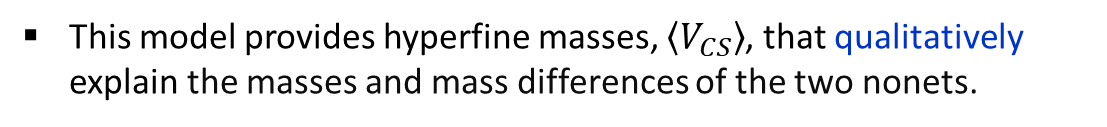 ▪ This model provides hyperfine masses, ⟨V_CS⟩, that qualitatively
explain the masses and mass differences of the two nonets.